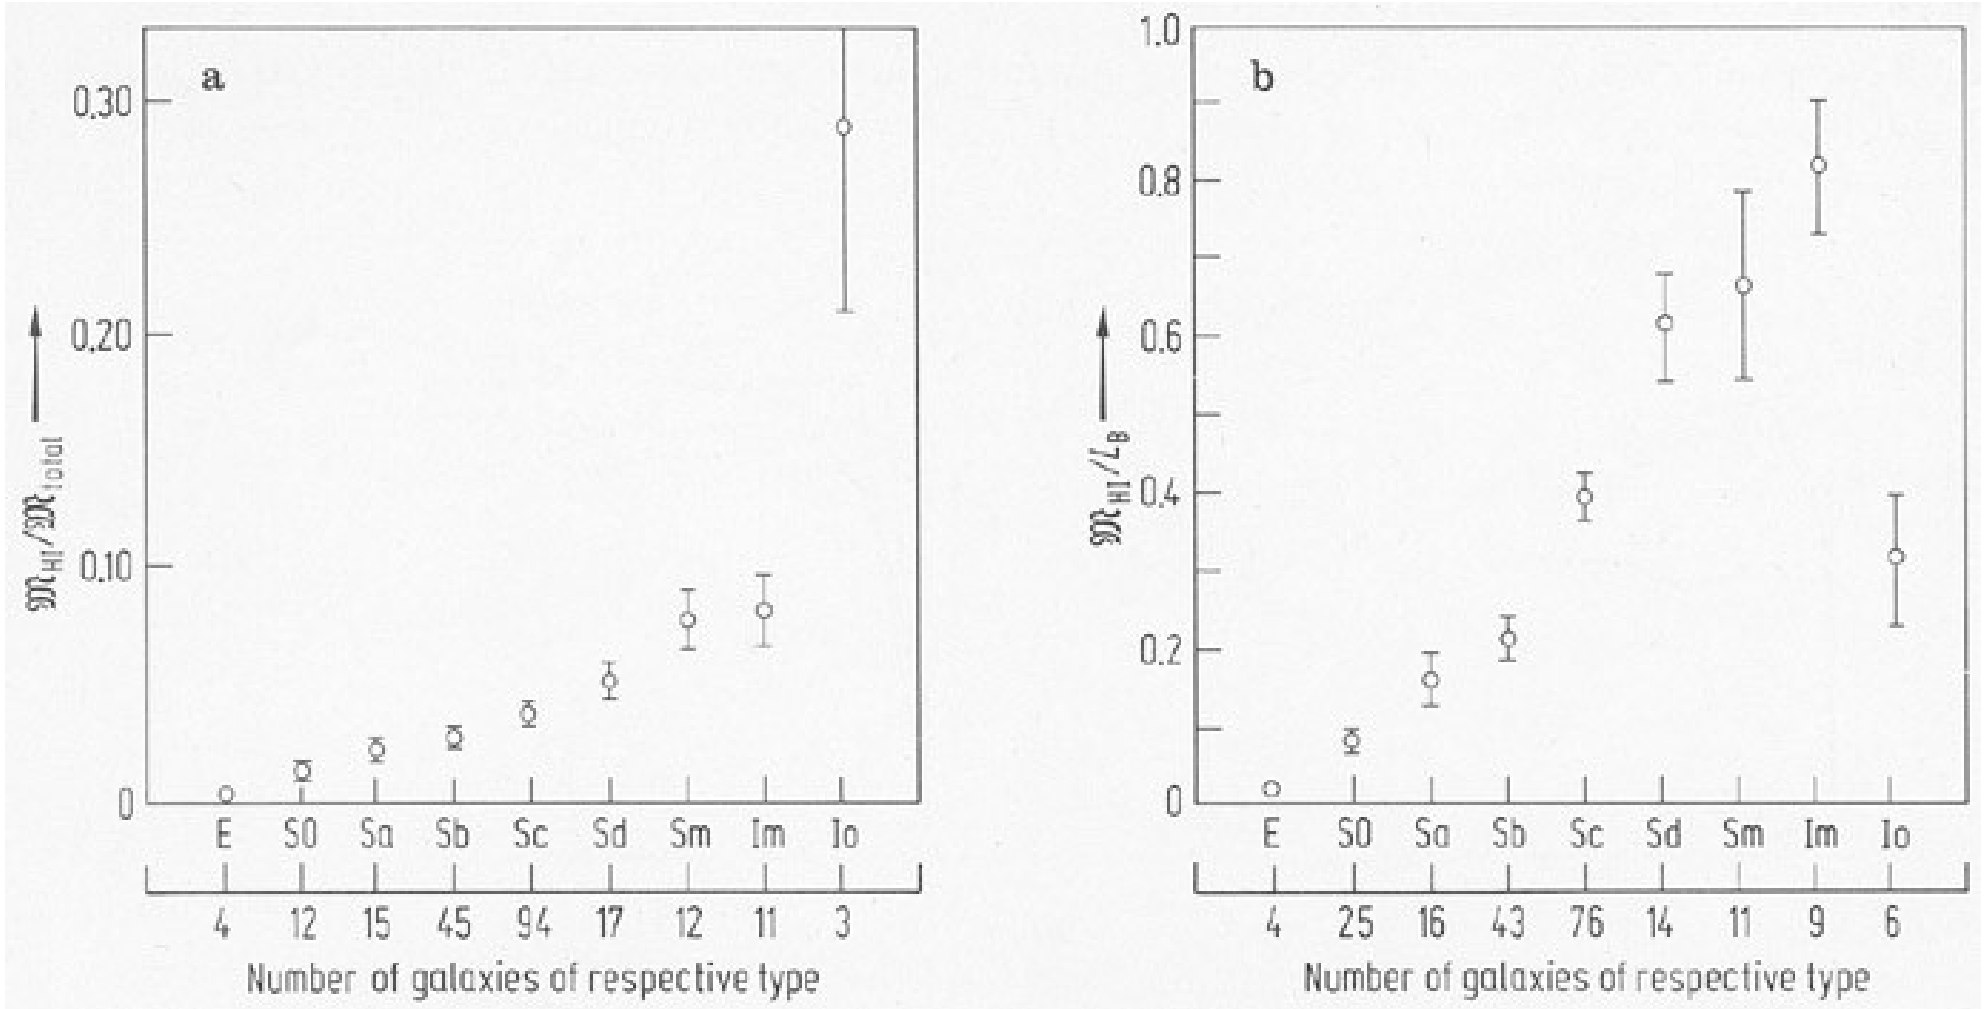 a
0.30
0.20
0.10
0
𝔐HI/𝔐total
E S0 Sa Sb Sc Sd Sm Im Io
4 12 15 45 94 17 12 11 3
Number of galaxies of respective type
b
1.0
0.8
0.6
0.4
0.2
0
𝔐HI/LB
E S0 Sa Sb Sc Sd Sm Im Io
4 25 16 43 76 14 11 9 6
Number of galaxies of respective type